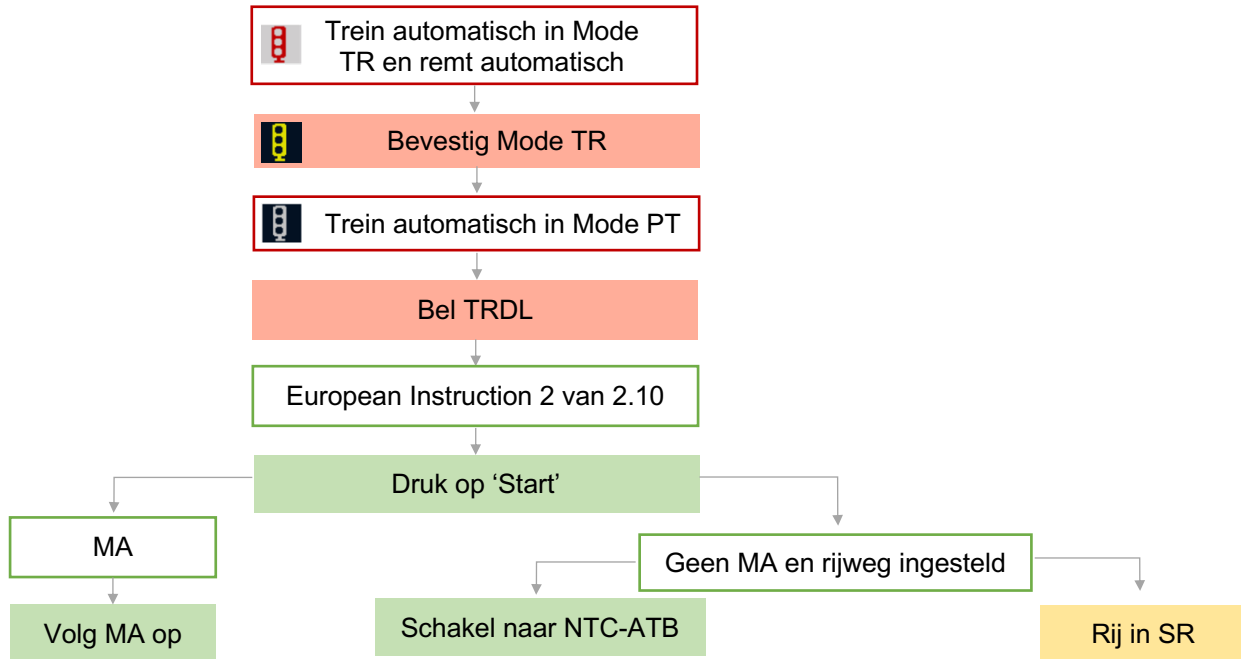 Trein automatisch in Mode
TR en remt automatisch
Bevestig Mode TR
Trein automatisch in Mode PT
Bel TRDL
European Instruction 2 van 2.10
Druk op ‘Start’
MA
Geen MA en rijweg ingesteld
Volg MA op
Schakel naar NTC-ATB
Rij in SR